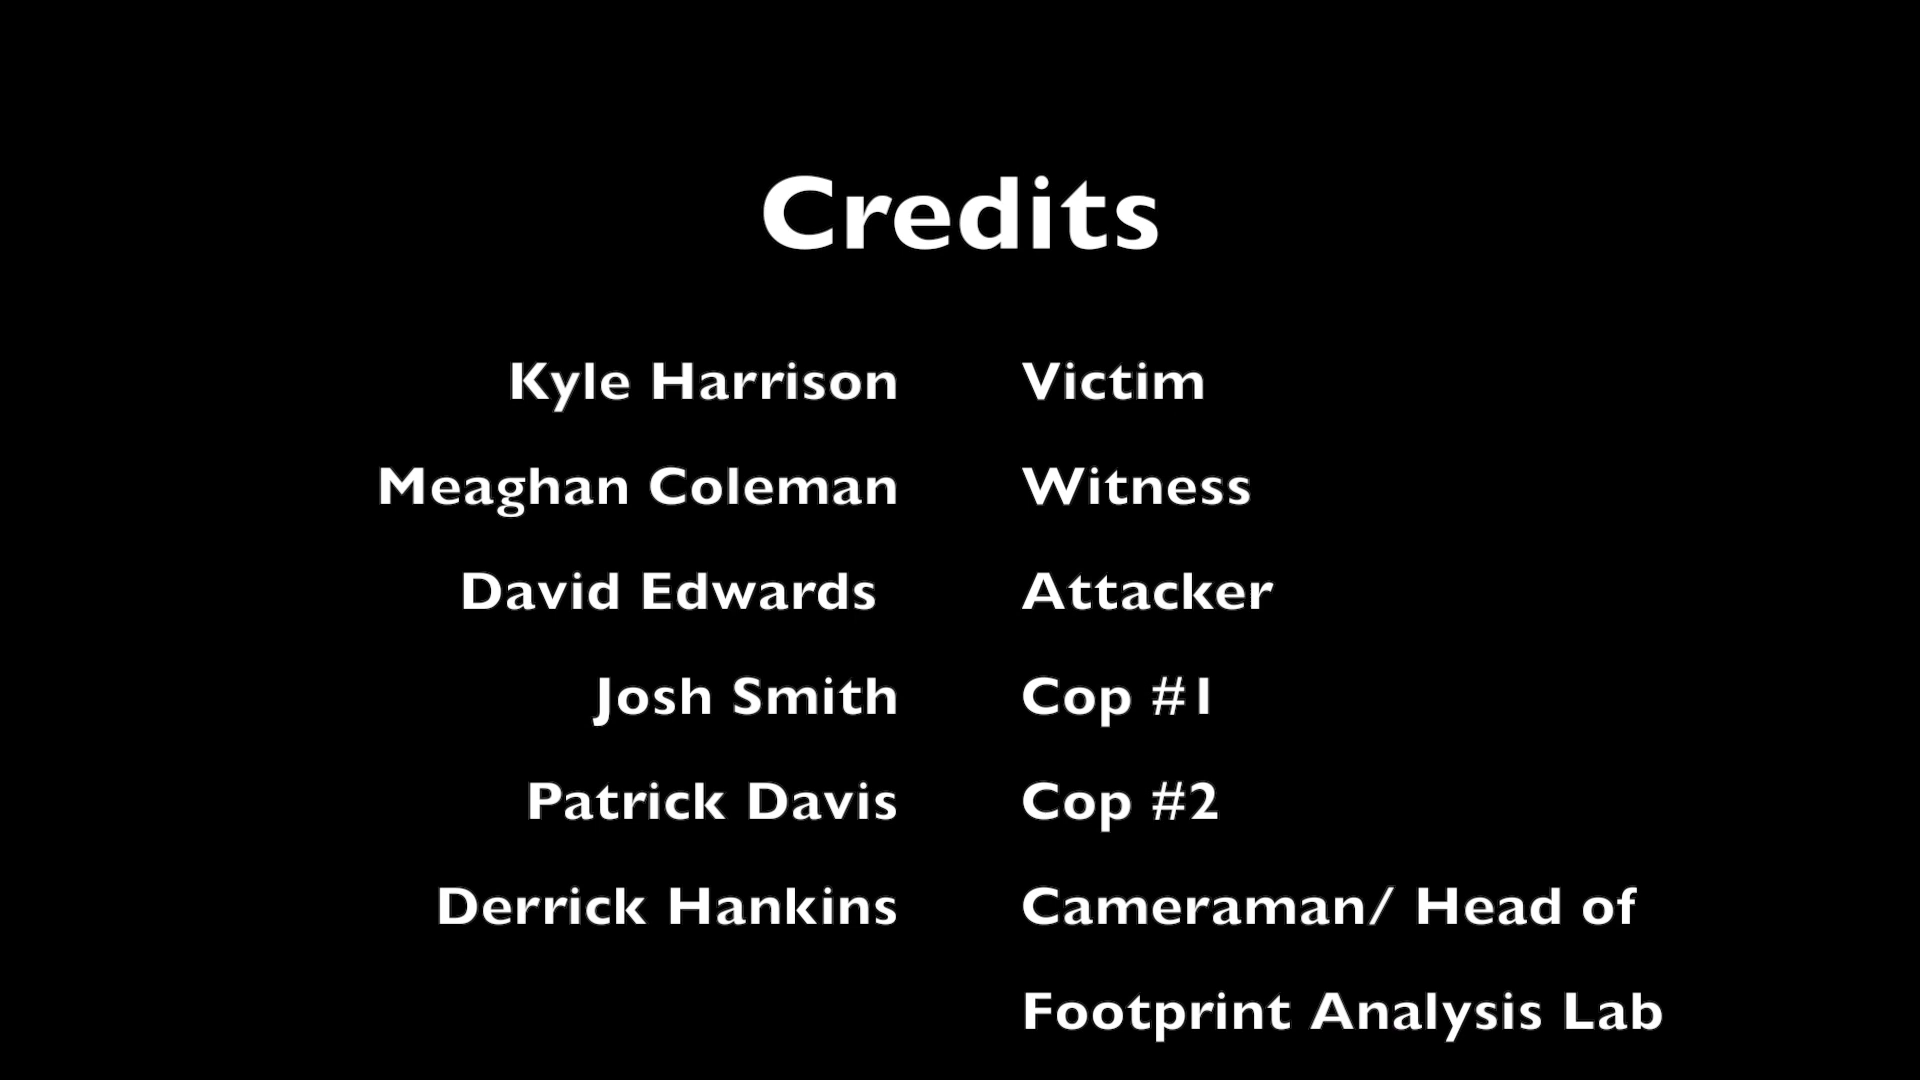 Credits
Kyle Harrison Victim
Meaghan Coleman Witness
David Edwards Attacker
Josh Smith Cop #1
Patrick Davis Cop #2
Derrick Hankins Cameraman/ Head of
Footprint Analysis Lab